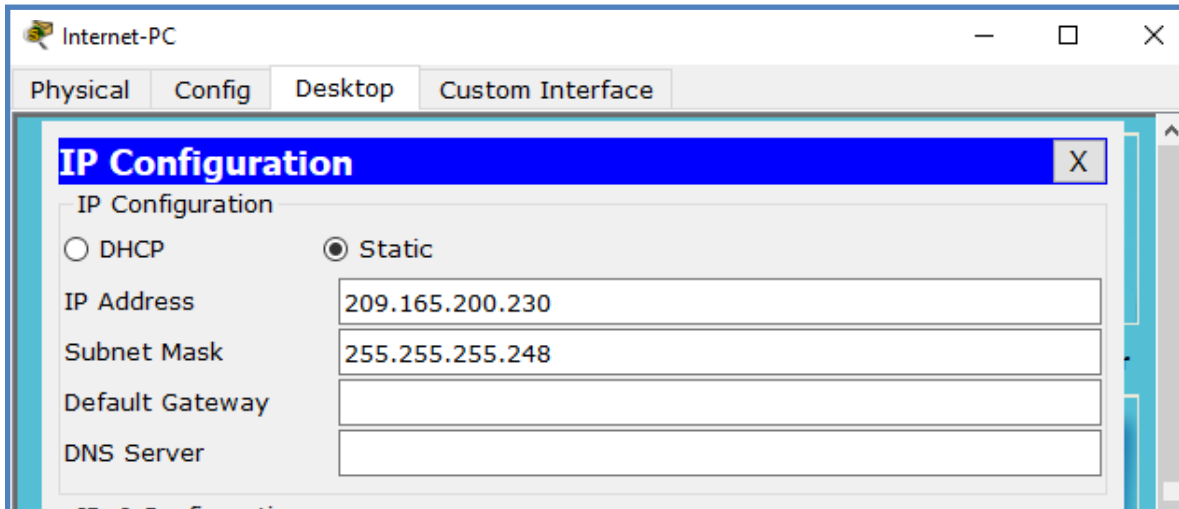 Internet-PC
Physical Config Desktop Custom Interface
IP Configuration
X
IP Configuration
DHCP Static
IP Address 209.165.200.230
Subnet Mask 255.255.255.248
Default Gateway
DNS Server